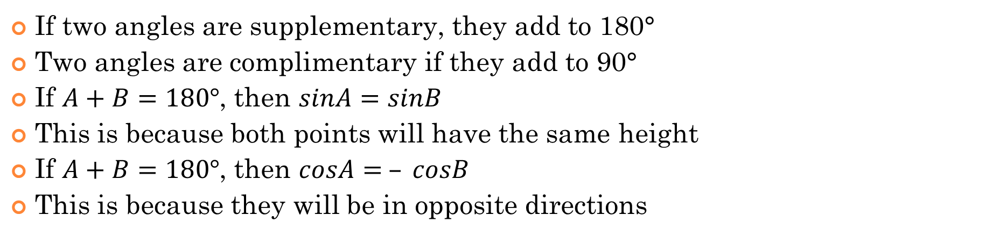 If two angles are supplementary, they add to 180°
Two angles are complimentary if they add to 90°
If A + B = 180°, then sinA = sinB
This is because both points will have the same height
If A + B = 180°, then cosA = – cosB
This is because they will be in opposite directions